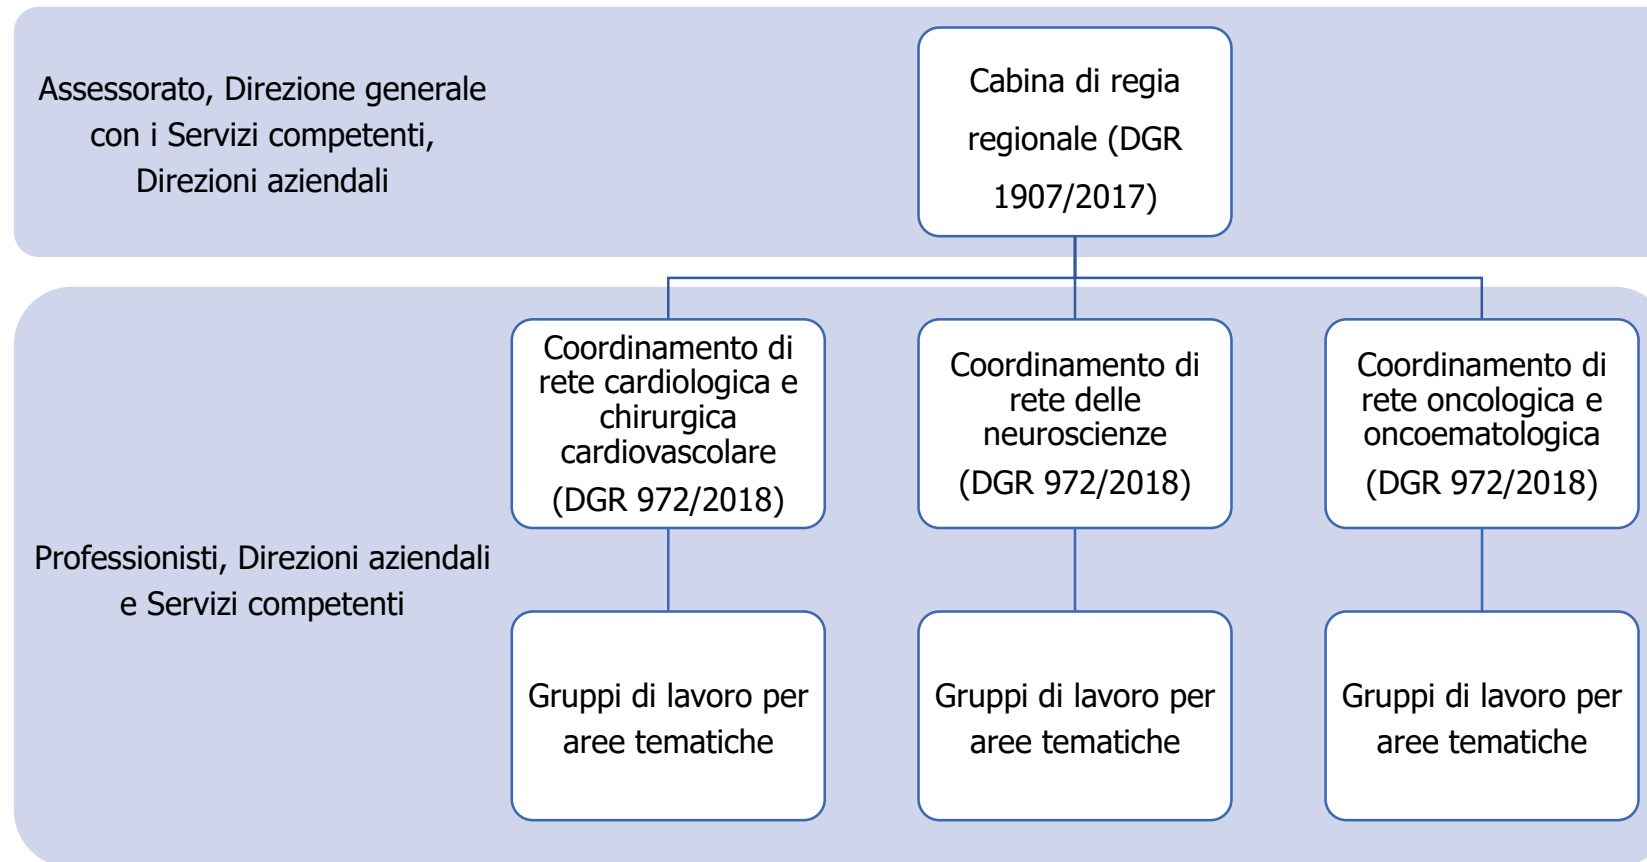 Assessorato, Direzione generale
con i Servizi competenti,
Direzioni aziendali
Cabina di regia
regionale (DGR
1907/2017)
Professionisti, Direzioni aziendali
e Servizi competenti
Coordinamento di
rete cardiologica e
chirurgica
cardiovascolare
(DGR 972/2018)
Coordinamento di
rete delle
neuroscienze
(DGR 972/2018)
Coordinamento di
rete oncologica e
oncoematologica
(DGR 972/2018)
Gruppi di lavoro per
aree tematiche
Gruppi di lavoro per
aree tematiche
Gruppi di lavoro per
aree tematiche